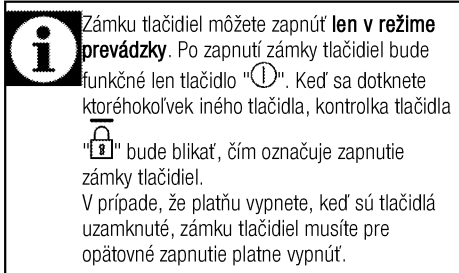 Zámku tlačidiel môžete zapnúť len v režime
prevádzky. Po zapnutí zámky tlačidiel bude
funkčné len tlačidlo "". Keď sa dotknete
ktoréhokoľvek iného tlačidla, kontrolka tlačidla
"" bude blikať, čím označuje zapnutie
zámky tlačidiel.
V prípade, že platňu vypnete, keď sú tlačidlá
uzamknuté, zámku tlačidiel musíte pre
opätovné zapnutie platne vypnúť.